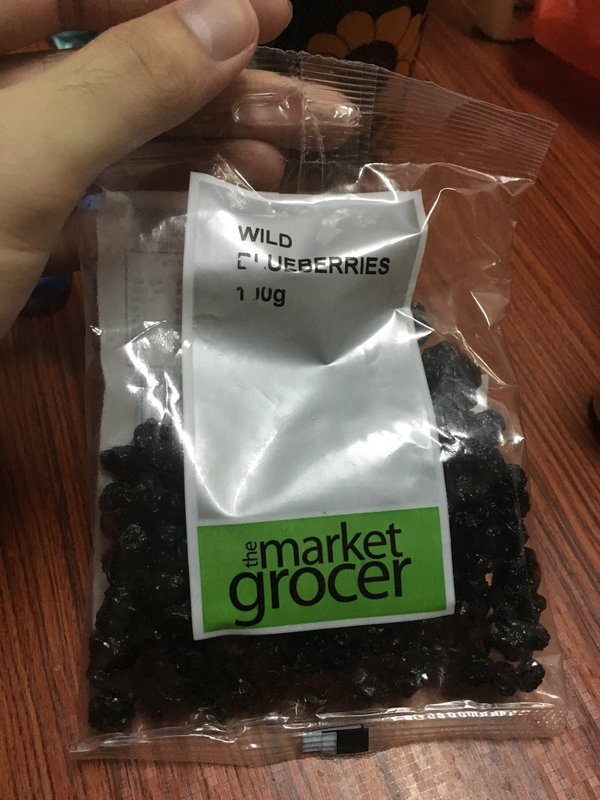 WILD
BLUEBERRIES
100g
the market
grocer